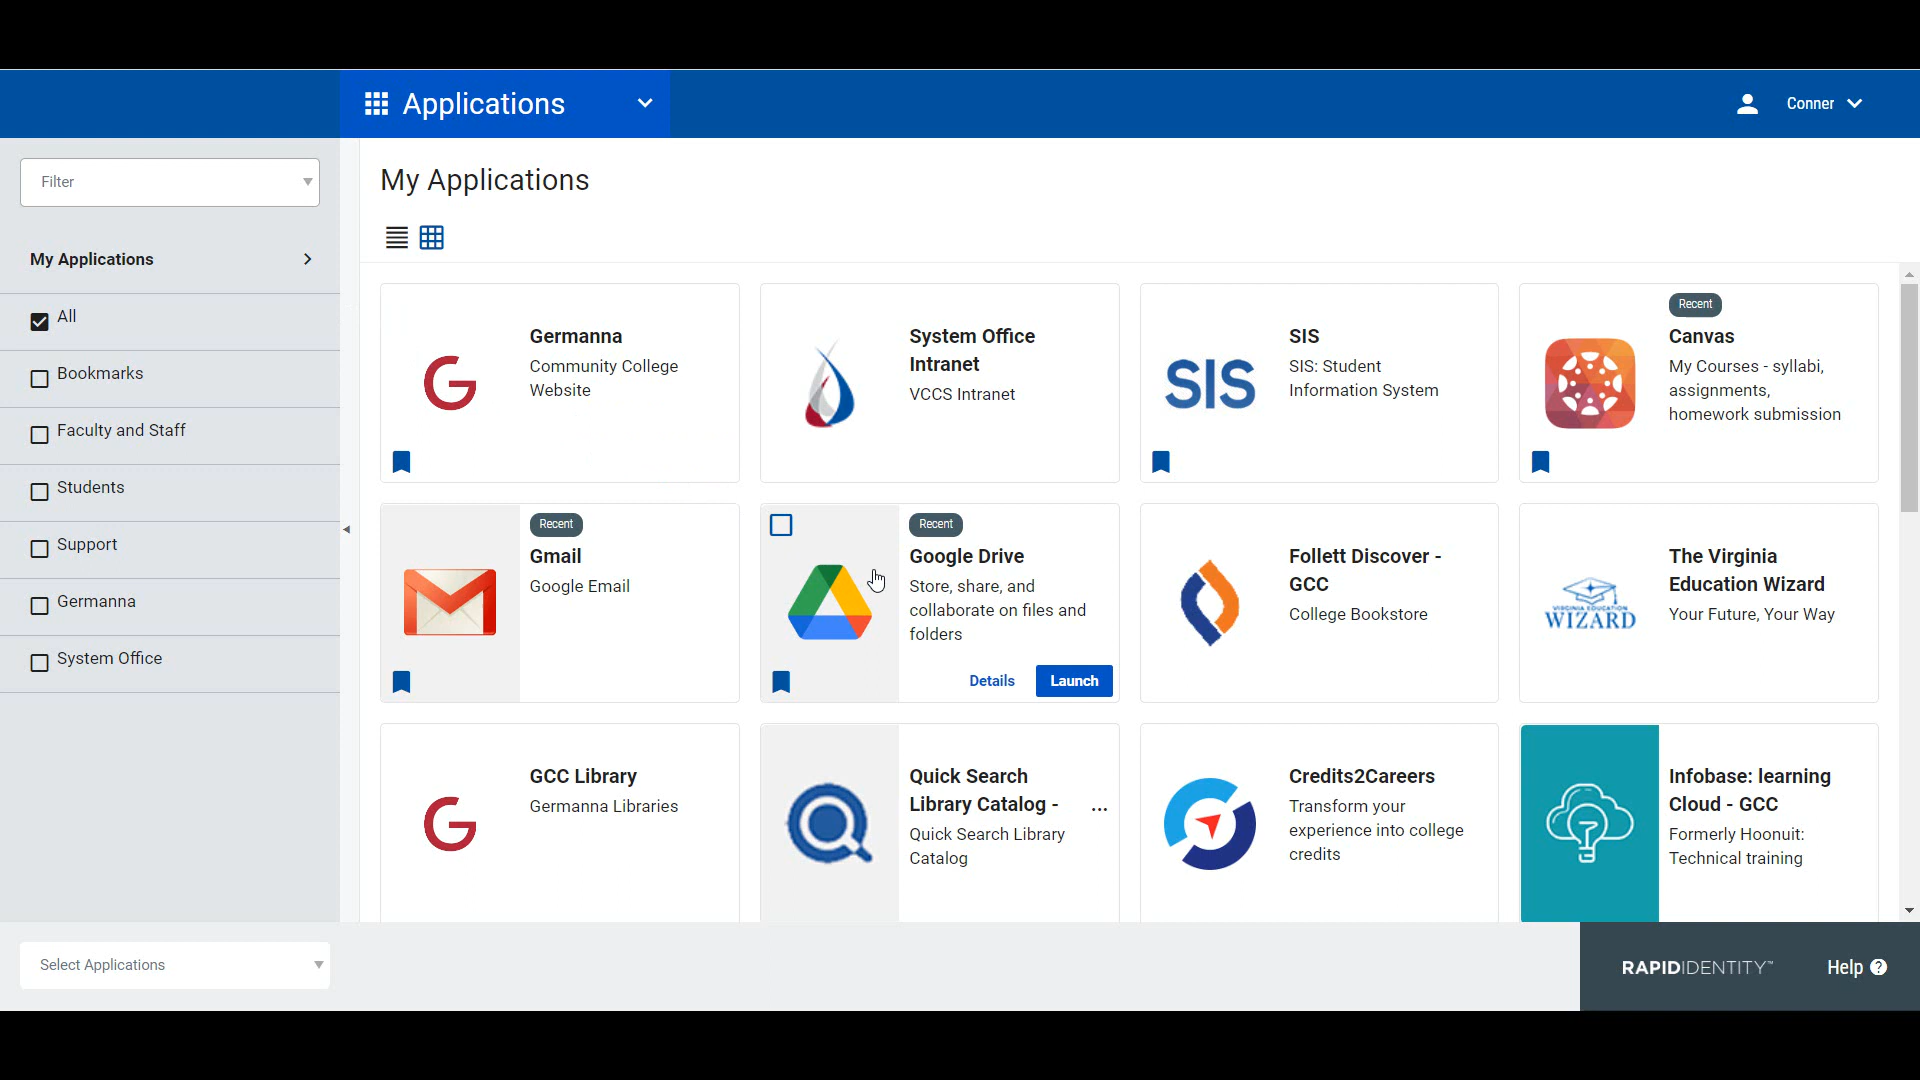 Applications
Conner
Filter
My Applications
All
Bookmarks
Faculty and Staff
Students
Support
Germanna
System Office
My Applications
Germanna
Community College
Website
System Office
Intranet
VCCS Intranet
SIS
SIS
SIS: Student
Information System
Recent
Canvas
My Courses - syllabi,
assignments,
homework submission
Recent
Gmail
Google Email
Recent
Google Drive
Store, share, and
collaborate on files and
folders
Details
Launch
Follett Discover -
GCC
College Bookstore
VIRGINIA EDUCATION
WIZARD
The Virginia
Education Wizard
Your Future, Your Way
G
GCC Library
Germanna Libraries
Quick Search
Library Catalog -
...
Quick Search Library
Catalog
Credits2Careers
Transform your
experience into college
credits
Infobase: learning
Cloud - GCC
Formerly Hoonuit:
Technical training
Select Applications
RAPIDIDENTITY™
Help ?